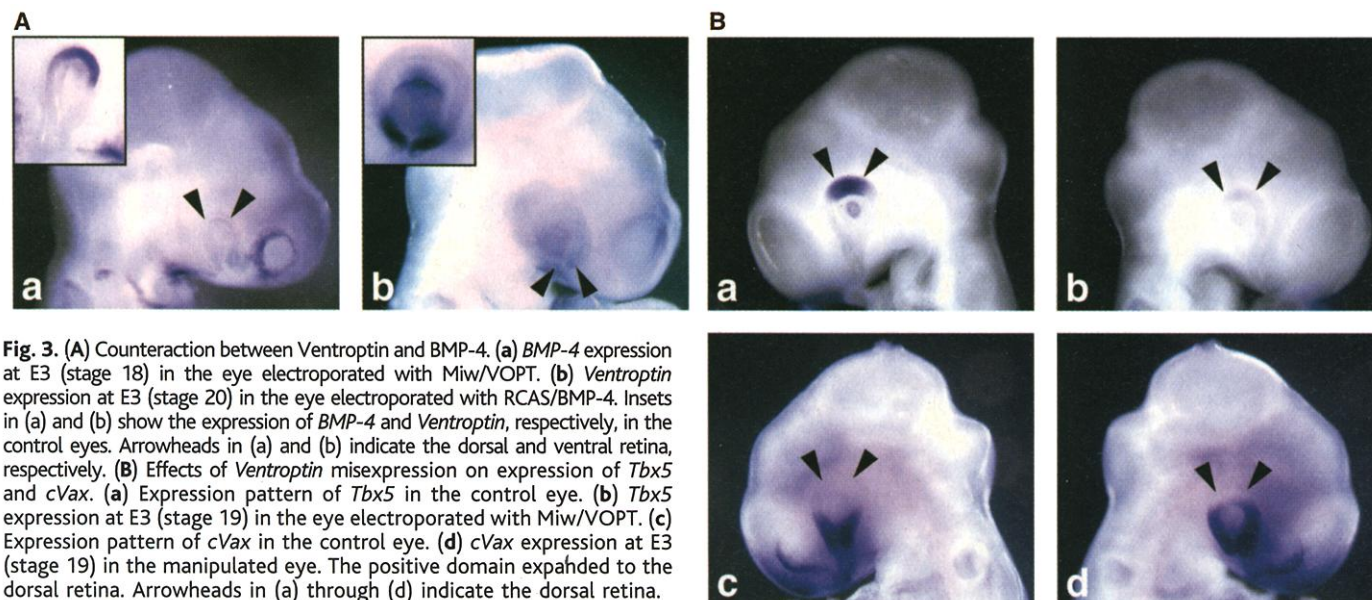 A
B
a
b
a
b
Fig. 3. (A) Counteraction between Ventroptin and BMP-4. (a) BMP-4 expression
at E3 (stage 18) in the eye electroporated with Miw/VOPT. (b) Ventroptin
expression at E3 (stage 20) in the eye electroporated with RCAS/BMP-4. Insets
in (a) and (b) show the expression of BMP-4 and Ventroptin, respectively, in the
control eyes. Arrowheads in (a) and (b) indicate the dorsal and ventral retina,
respectively. (B) Effects of Ventroptin misexpression on expression of Tbx5
and cVax. (a) Expression pattern of Tbx5 in the control eye. (b) Tbx5
expression at E3 (stage 19) in the eye electroporated with Miw/VOPT. (c)
Expression pattern of cVax in the control eye. (d) cVax expression at E3
(stage 19) in the manipulated eye. The positive domain expanded to the
dorsal retina. Arrowheads in (a) through (d) indicate the dorsal retina.
c
d